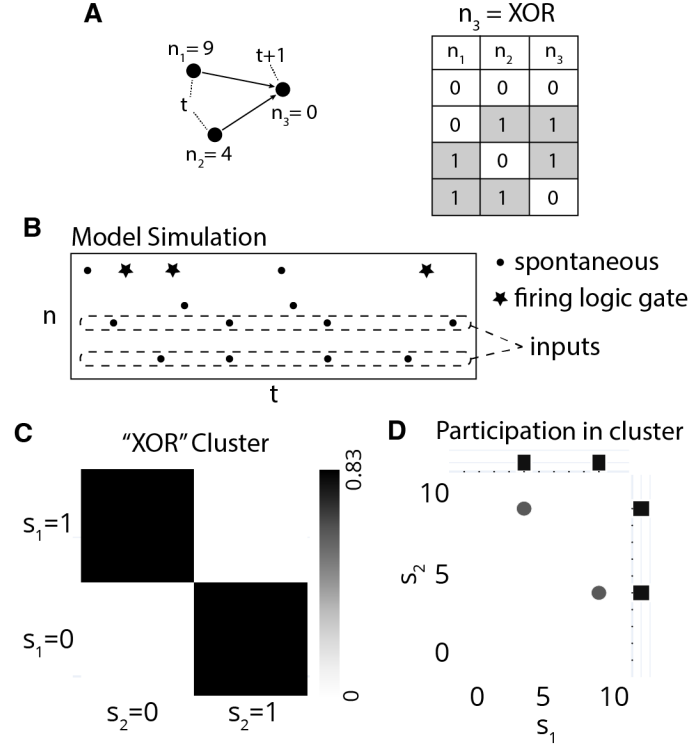 A
n₁= 9
t+1
t
n₃= 0
n₂= 4
n₃ = XOR
n₁ n₂ n₃
0 0 0
0 1 1
1 0 1
1 1 0
B
Model Simulation
n
t
spontaneous
firing logic gate
inputs
C
“XOR” Cluster
s₁=1
s₁=0
s₂=0 s₂=1
0.83
0
D
Participation in cluster
10
5
0
s₂
0 5 10
s₁